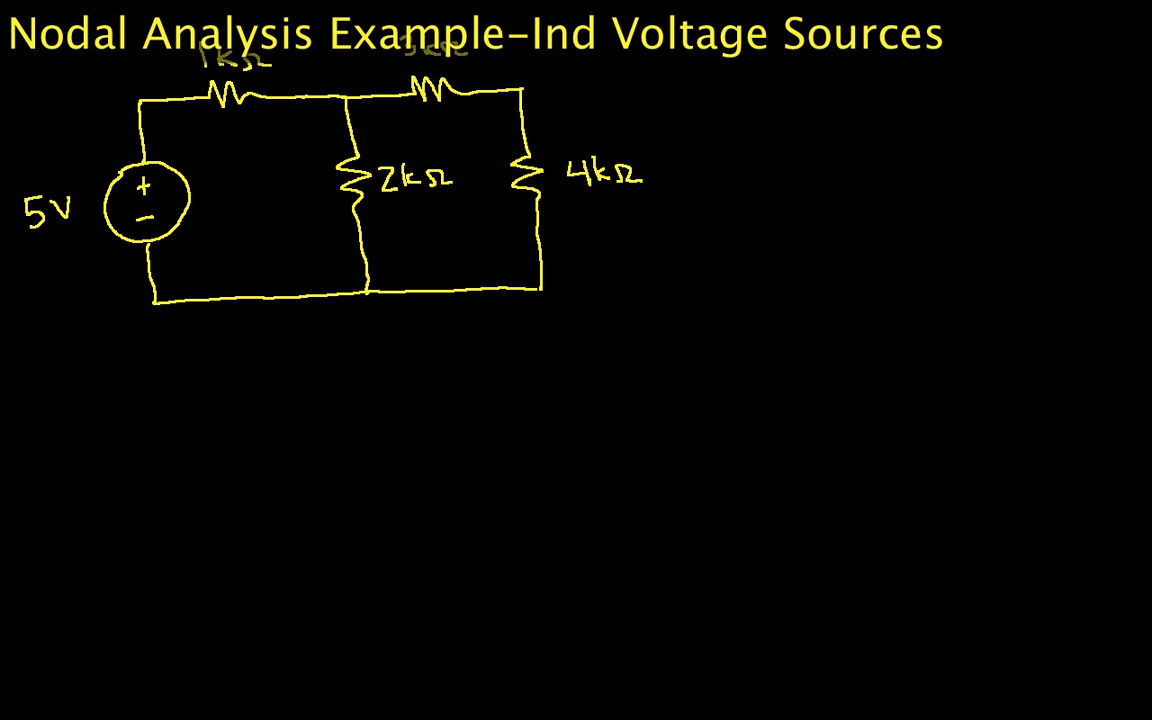 Nodal Analysis Example-Ind Voltage Sources
1kΩ
2kΩ
4kΩ
5V
+
-